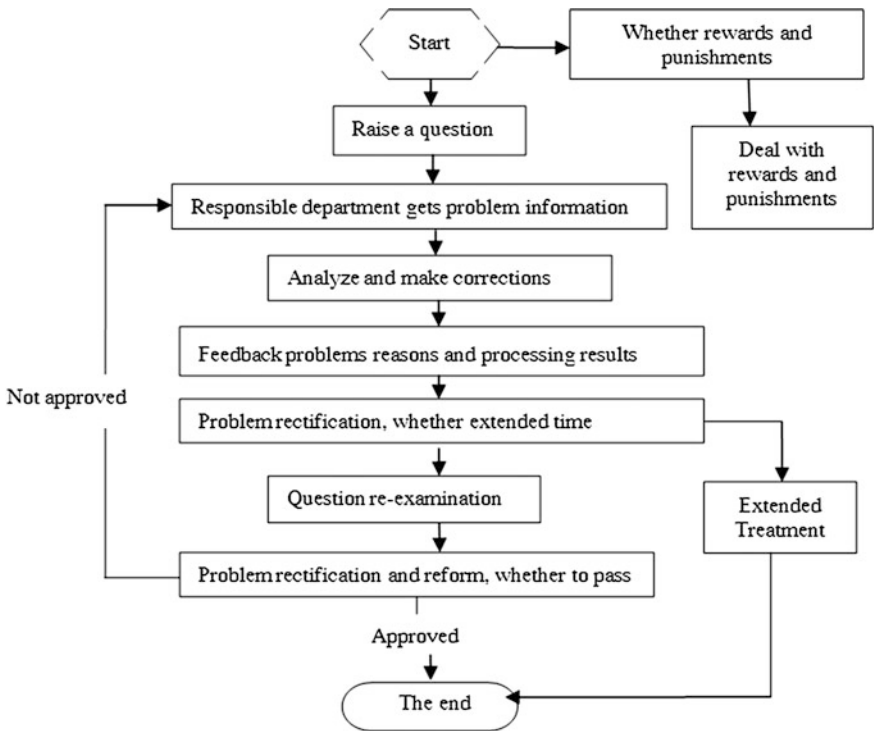 Start
Whether rewards and
punishments
Raise a question
Deal with
rewards and
punishments
Responsible department gets problem information
Analyze and make corrections
Feedback problems reasons and processing results
Not approved
Problem rectification, whether extended time
Question re-examination
Extended
Treatment
Problem rectification and reform, whether to pass
Approved
The end